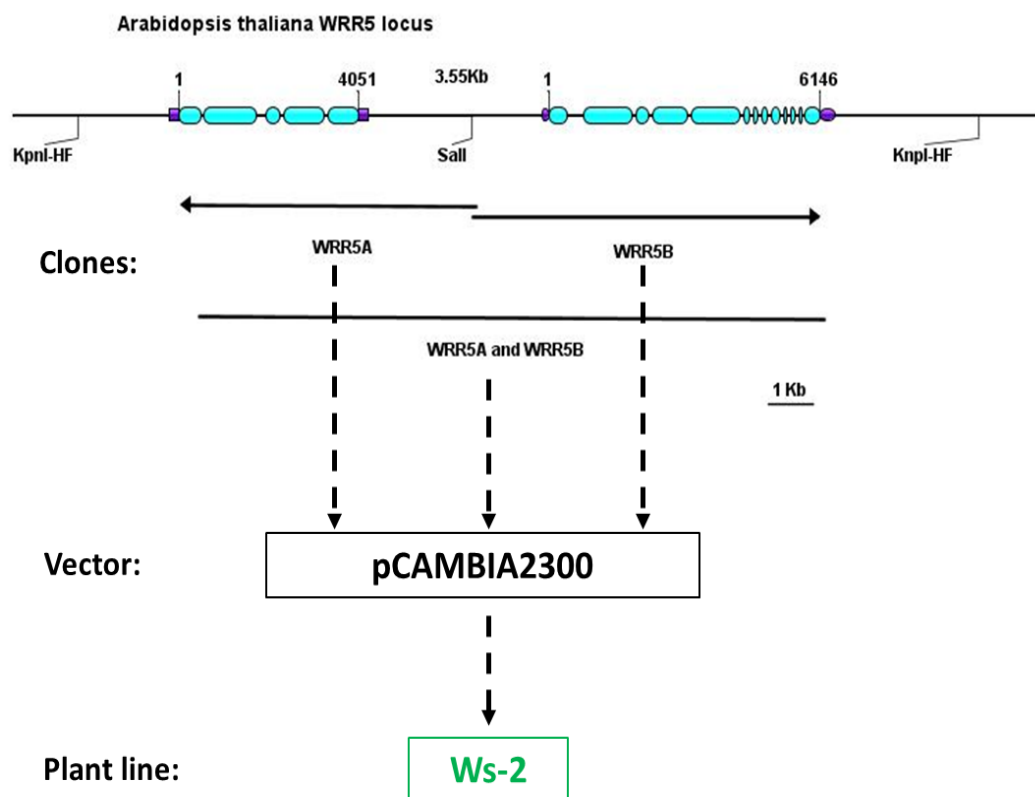 Arabidopsis thaliana WRR5 locus
1 4051 3.55Kb 1 6146
KpnI-HF SalI KnpI-HF
WRR5A WRR5B
Clones:
WRR5A and WRR5B
1 Kb
Vector: pCAMBIA2300
Plant line: Ws-2